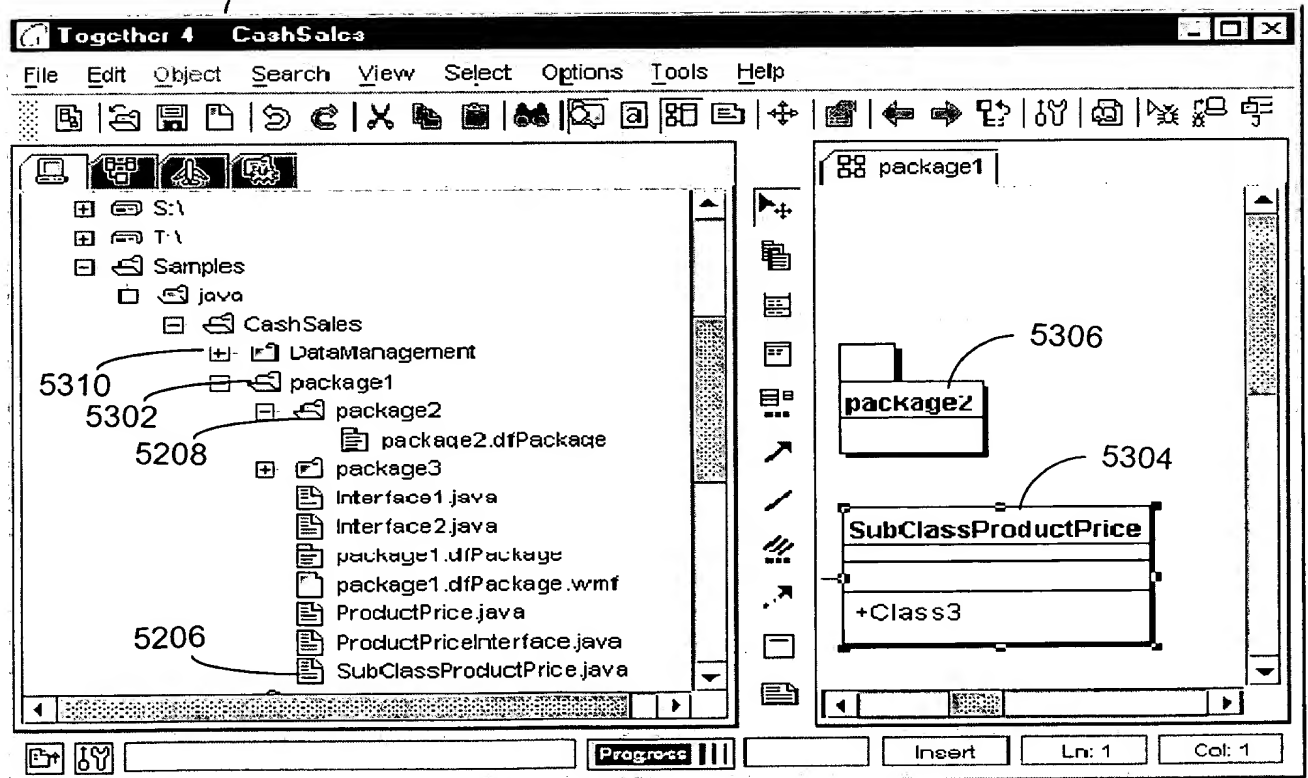 Together 4 CashSales
File Edit Object Search View Select Options Tools Help
a
package1
S:\
T:\
Samples
java
CashSales
DataManagement
5310
package1
5302
package2
5208
package2.dfPackage
package3
Interface1.java
Interface2.java
package1.dfPackage
package1.dfPackage.wmf
ProductPrice.java
5206
ProductPriceInterface.java
SubClassProductPrice.java
5306
package2
5304
SubClassProductPrice
+Class3
Progress
Insert
Ln: 1
Col: 1